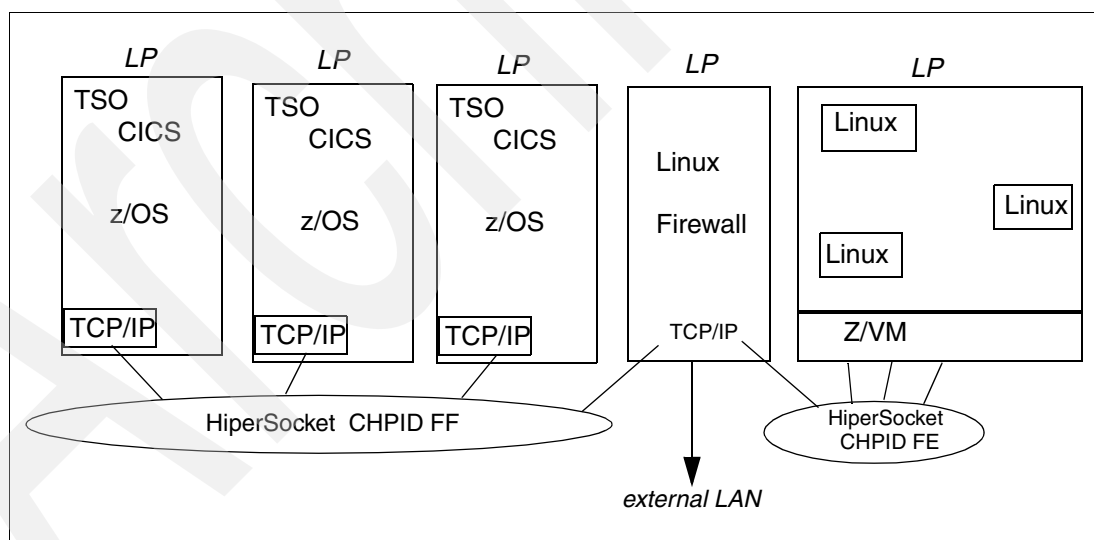 LP
TSO
CICS
z/OS
TCP/IP
LP
TSO
CICS
z/OS
TCP/IP
LP
TSO
CICS
z/OS
TCP/IP
LP
Linux
Firewall
TCP/IP
LP
Linux
Linux
Linux
Z/VM
HiperSocket CHPID FF
HiperSocket
CHPID FE
external LAN